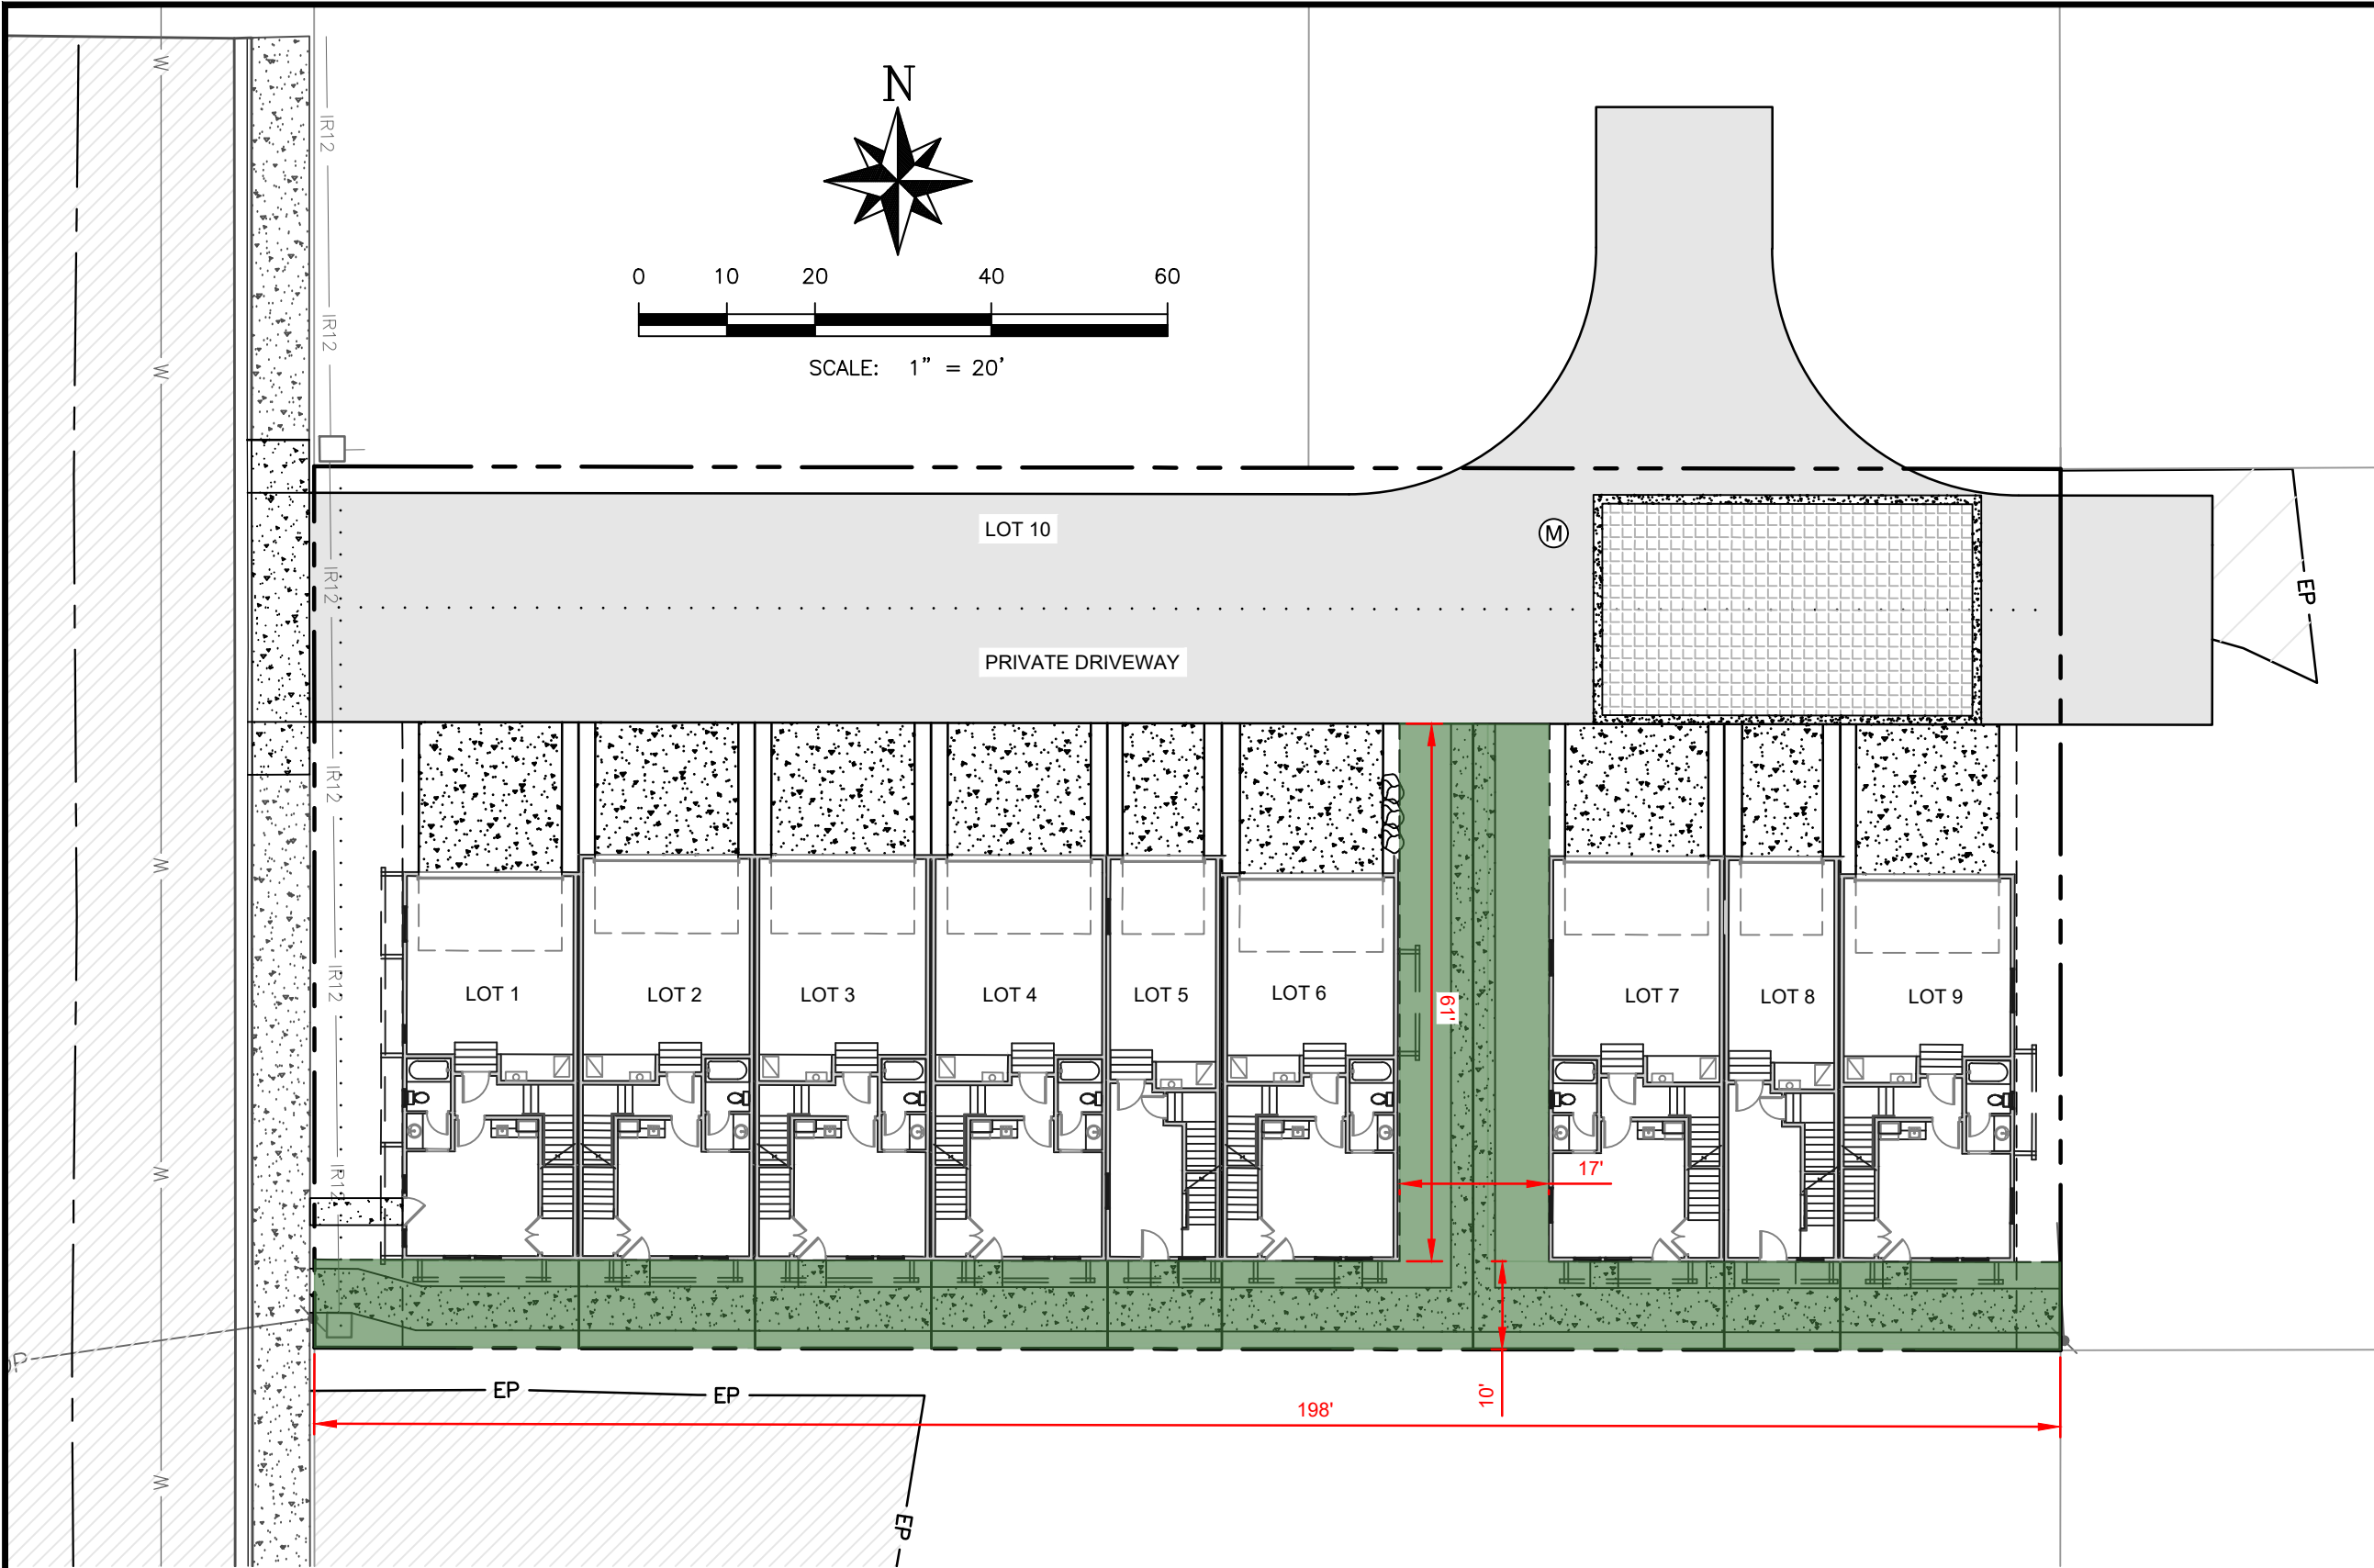 W
N
IR12
0 10 20 40 60
SCALE: 1" = 20'
IR12
W
LOT 10
M
IR12
EP
PRIVATE DRIVEWAY
IR12
W
LOT 1
LOT 2
LOT 3
LOT 4
LOT 5
LOT 6
61'
LOT 7
LOT 8
LOT 9
IR12
W
IR12
17'
EP
EP
10'
198'
W
EP